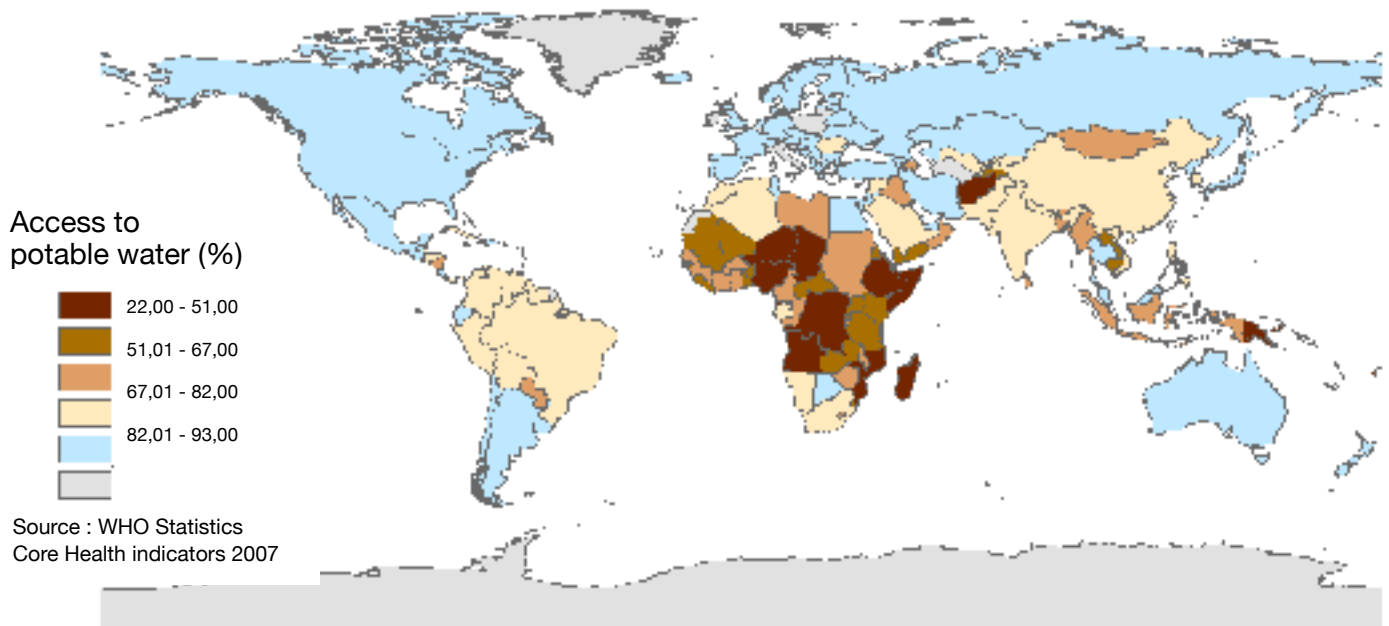 Access to
potable water (%)
22,00 - 51,00
51,01 - 67,00
67,01 - 82,00
82,01 - 93,00
Source : WHO Statistics
Core Health indicators 2007